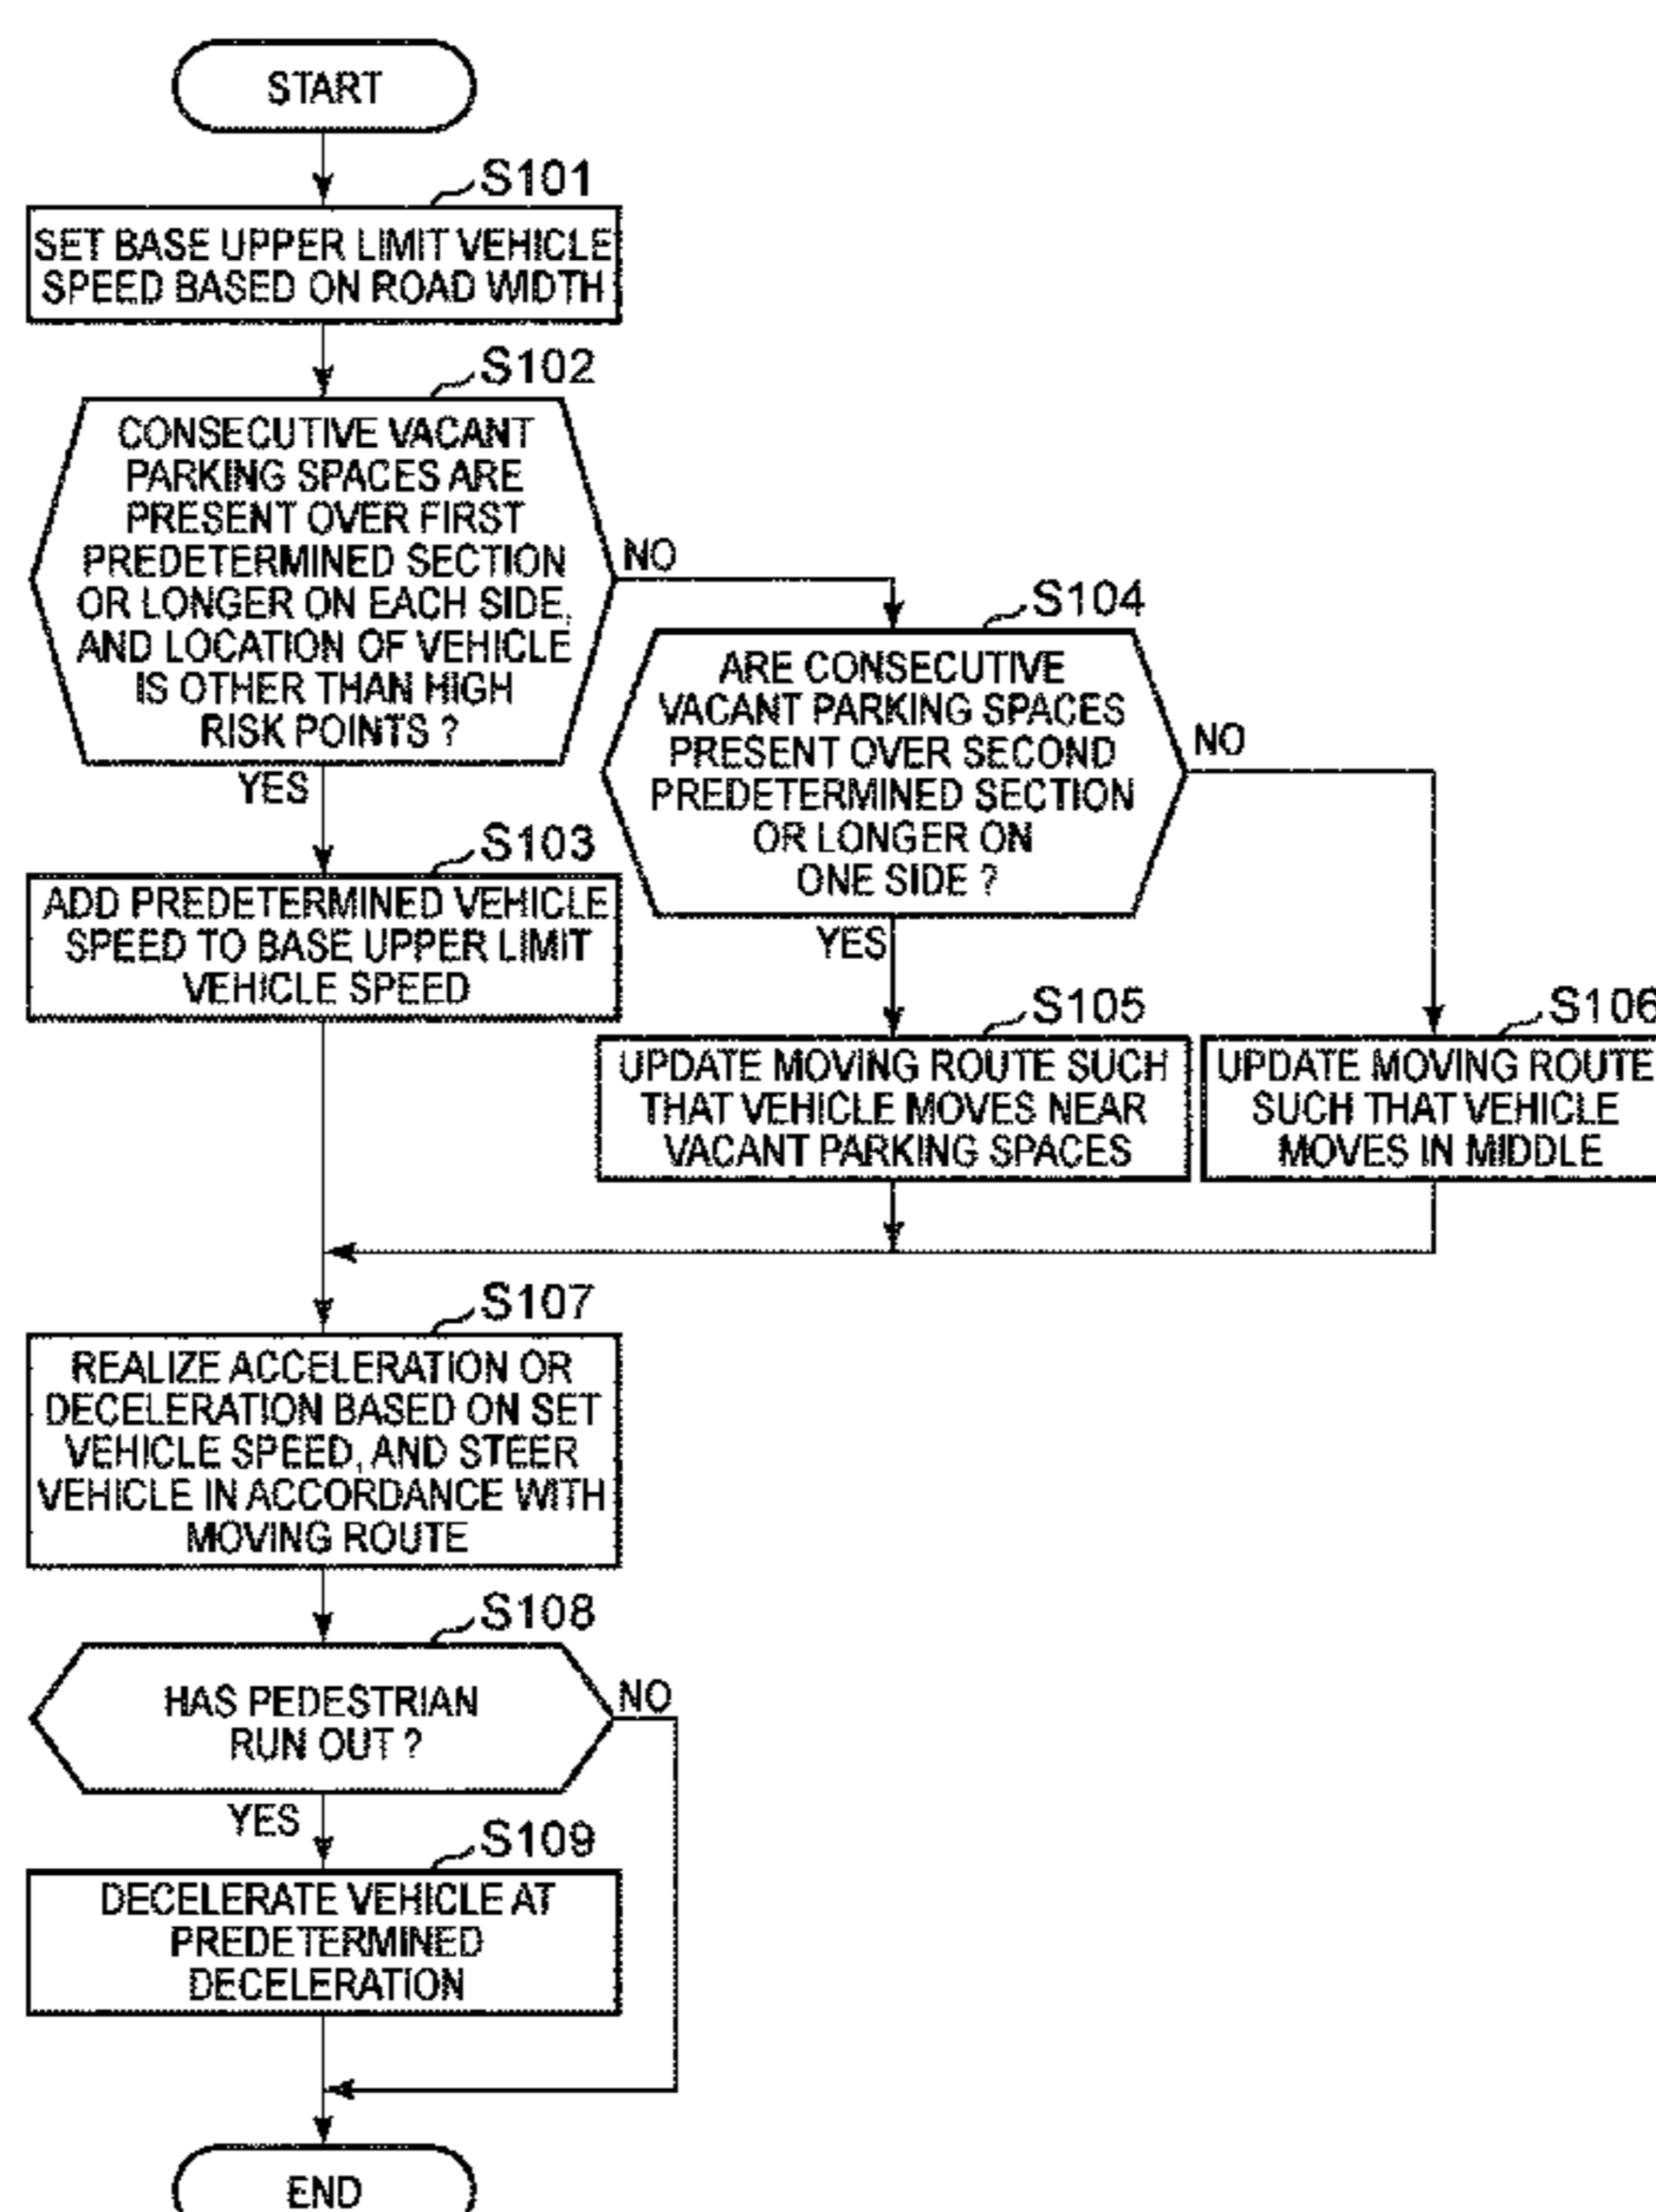 START
S101
SET BASE UPPER LIMIT VEHICLE
SPEED BASED ON ROAD WIDTH
S102
CONSECUTIVE VACANT
PARKING SPACES ARE
PRESENT OVER FIRST
PREDETERMINED SECTION
OR LONGER ON EACH SIDE,
AND LOCATION OF VEHICLE
IS OTHER THAN HIGH
RISK POINTS ?
NO
YES
S104
ARE CONSECUTIVE
VACANT PARKING SPACES
PRESENT OVER SECOND
PREDETERMINED SECTION
OR LONGER ON
ONE SIDE ?
NO
YES
S103
ADD PREDETERMINED VEHICLE
SPEED TO BASE UPPER LIMIT
VEHICLE SPEED
S105
UPDATE MOVING ROUTE SUCH
THAT VEHICLE MOVES NEAR
VACANT PARKING SPACES
S106
UPDATE MOVING ROUTE
SUCH THAT VEHICLE
MOVES IN MIDDLE
S107
REALIZE ACCELERATION OR
DECELERATION BASED ON SET
VEHICLE SPEED, AND STEER
VEHICLE IN ACCORDANCE WITH
MOVING ROUTE
S108
HAS PEDESTRIAN
RUN OUT ?
NO
YES
S109
DECELERATE VEHICLE AT
PREDETERMINED
DECELERATION
END